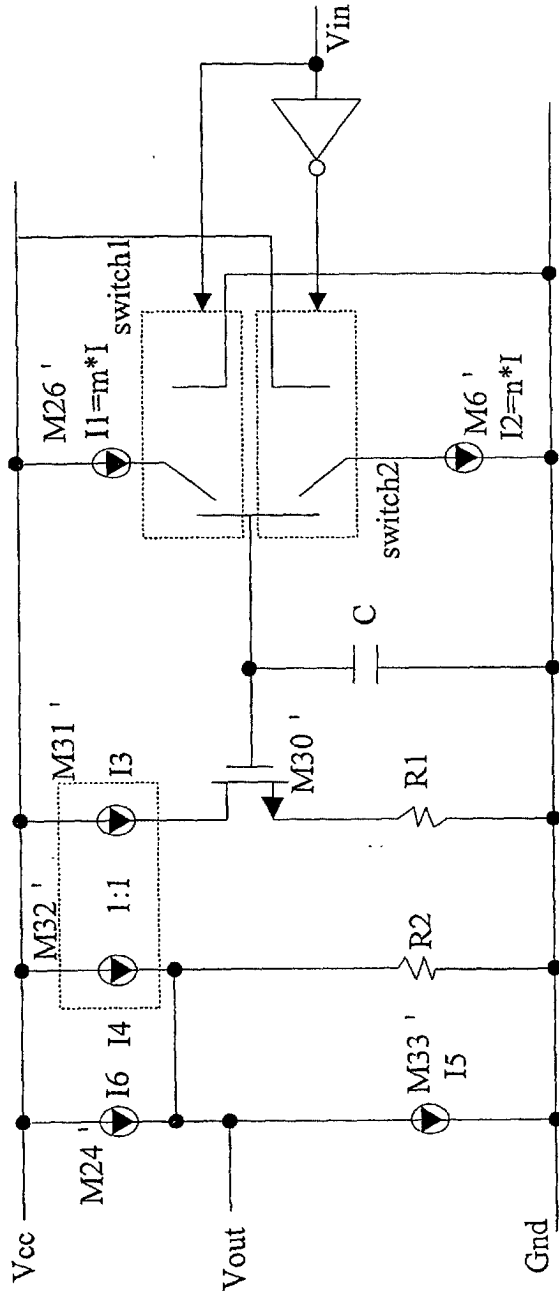 Vcc
Vout
Gnd
M24 '
I6
I4
M32 '
1:1
M31 '
I3
M33 '
I5
R2
R1
M30 '
C
M26 '
I1=m*I
switch1
switch2
M6 '
I2=n*I
Vin